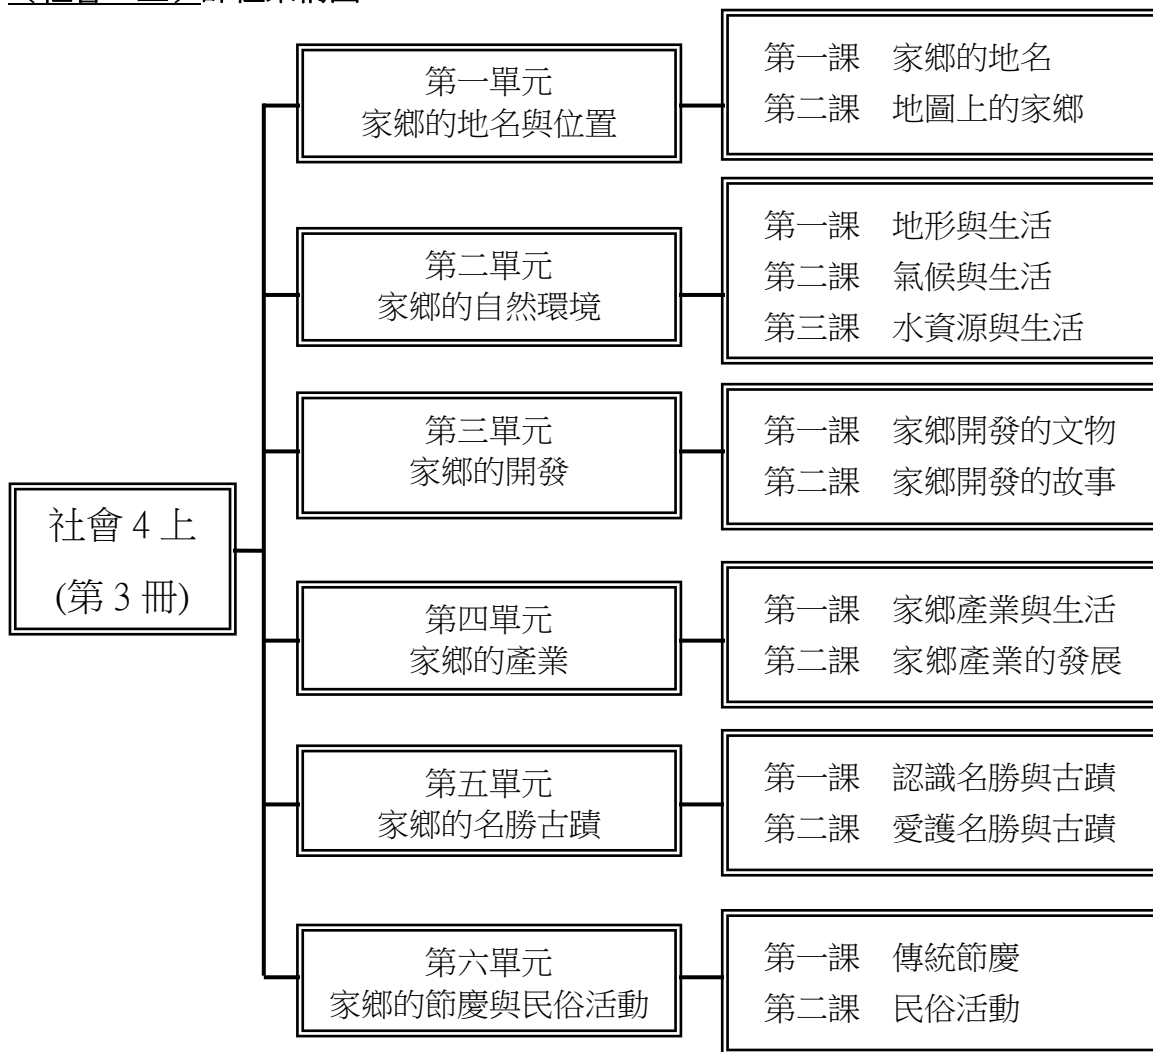 社會 4 上
(第 3 冊)
第一單元
家鄉的地名與位置
第一課 家鄉的地名
第二課 地圖上的家鄉
第二單元
家鄉的自然環境
第一課 地形與生活
第二課 氣候與生活
第三課 水資源與生活
第三單元
家鄉的開發
第一課 家鄉開發的文物
第二課 家鄉開發的故事
第四單元
家鄉的產業
第一課 家鄉產業與生活
第二課 家鄉產業的發展
第五單元
家鄉的名勝古蹟
第一課 認識名勝與古蹟
第二課 愛護名勝與古蹟
第六單元
家鄉的節慶與民俗活動
第一課 傳統節慶
第二課 民俗活動